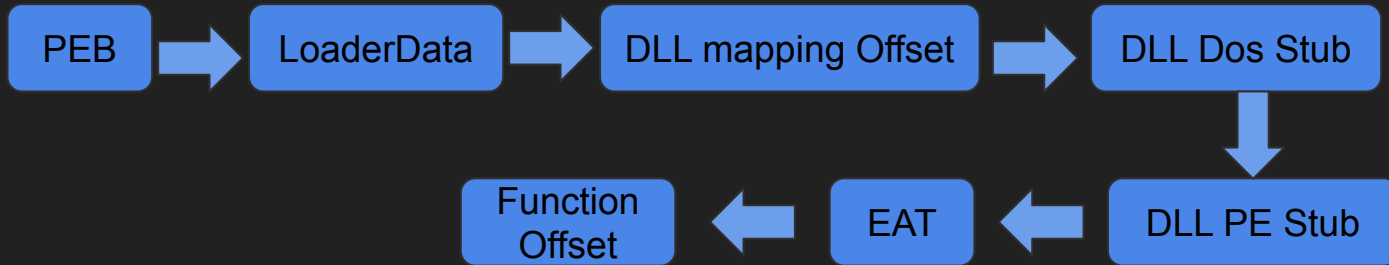 PEB
LoaderData
DLL mapping Offset
DLL Dos Stub
DLL PE Stub
EAT
Function
Offset